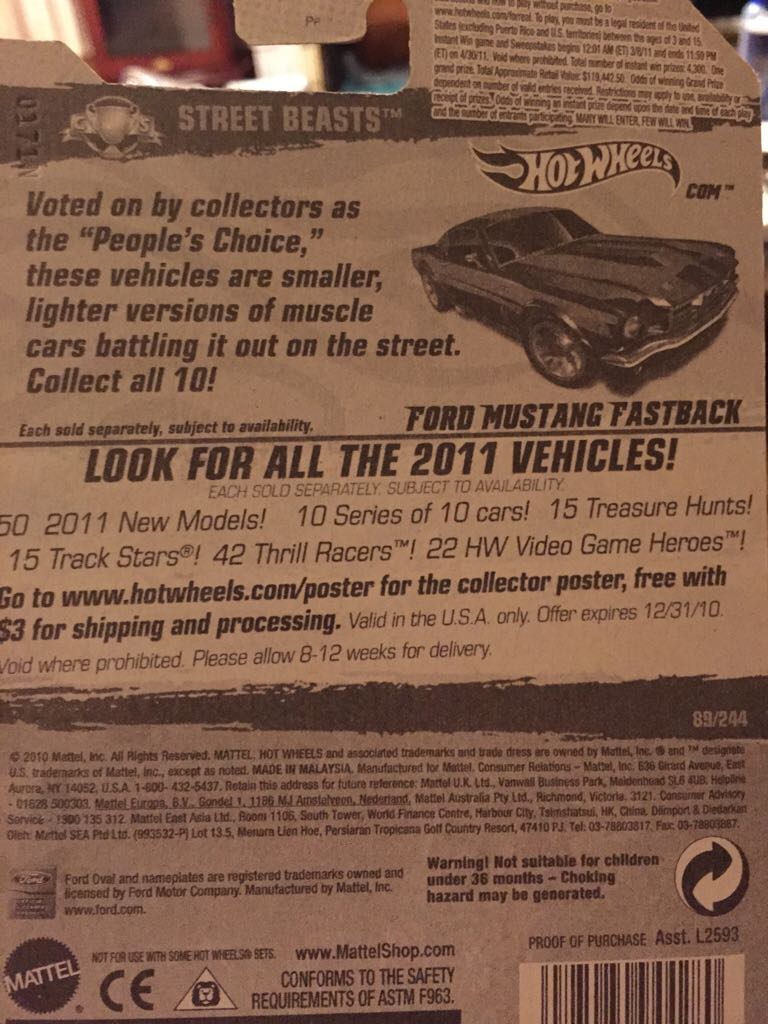 PP
to play without purchase, go to
www.hotwheels.com/forreal. To play, you must be a legal resident of the United
States (excluding Puerto Rico and U.S. territories) between the ages of 3 and 15.
Instant Win game and Sweepstakes begins 12:01 AM (ET) 3/8/11 and ends 11:59 PM
(ET) on 4/30/11. Void where prohibited. Total number of instant win prizes: 4,300. One
grand prize. Total Approximate Retail Value: $119,442.50. Odds of winning Grand Prize
dependent on number of valid entries received. Restrictions may apply to use, availability or
receipt of prizes. Odds of winning an instant prize depend upon the date and time of each play
and the number of entrants participating. MANY WILL ENTER, FEW WILL WIN.
STREET BEASTS™
HOT WHEELS
COM™
Voted on by collectors as
the "People's Choice,"
these vehicles are smaller,
lighter versions of muscle
cars battling it out on the street.
Collect all 10!
Each sold separately, subject to availability.
FORD MUSTANG FASTBACK
LOOK FOR ALL THE 2011 VEHICLES!
EACH SOLD SEPARATELY. SUBJECT TO AVAILABILITY.
50 2011 New Models! 10 Series of 10 cars! 15 Treasure Hunts!
15 Track Stars®! 42 Thrill Racers™! 22 HW Video Game Heroes™!
Go to www.hotwheels.com/poster for the collector poster, free with
$3 for shipping and processing. Valid in the U.S.A. only. Offer expires 12/31/10.
Void where prohibited. Please allow 8-12 weeks for delivery.
89/244
© 2010 Mattel, Inc. All Rights Reserved. MATTEL, HOT WHEELS and associated trademarks and trade dress are owned by Mattel, Inc. ® and ™ designate
U.S. trademarks of Mattel, Inc., except as noted. MADE IN MALAYSIA. Manufactured for Mattel. Consumer Relations – Mattel, Inc. 636 Girard Avenue, East
Aurora, NY 14052, U.S.A. 1-800-432-5437. Retain this address for future reference: Mattel U.K. Ltd., Vanwall Business Park, Maidenhead SL6 4UB. Helpline
- 01628 500303. Mattel Europa, B.V., Gondel 1, 1186 MJ Amstelveen, Nederland. Mattel Australia Pty Ltd., Richmond, Victoria. 3121. Consumer Advisory
Service - 1300 135 312. Mattel East Asia Ltd., Room 1106, South Tower, World Finance Centre, Harbour City, Tsimshatsui, HK, China. Diimport & Diedarkan
Oleh: Mattel SEA Ptd Ltd. (993532-P) Lot 13.5, Menara Lien Hoe, Persiaran Tropicana Golf Country Resort, 47410 PJ. Tel: 03-78803817, Fax: 03-78803867.
Ford
Ford Oval and nameplates are registered trademarks owned and
licensed by Ford Motor Company. Manufactured by Mattel, Inc.
www.ford.com.
Warning! Not suitable for children
under 36 months – Choking
hazard may be generated.
PROOF OF PURCHASE Asst. L2593
MATTEL®
NOT FOR USE WITH SOME HOT WHEELS® SETS. www.MattelShop.com
CE
CONFORMS TO THE SAFETY
REQUIREMENTS OF ASTM F963.